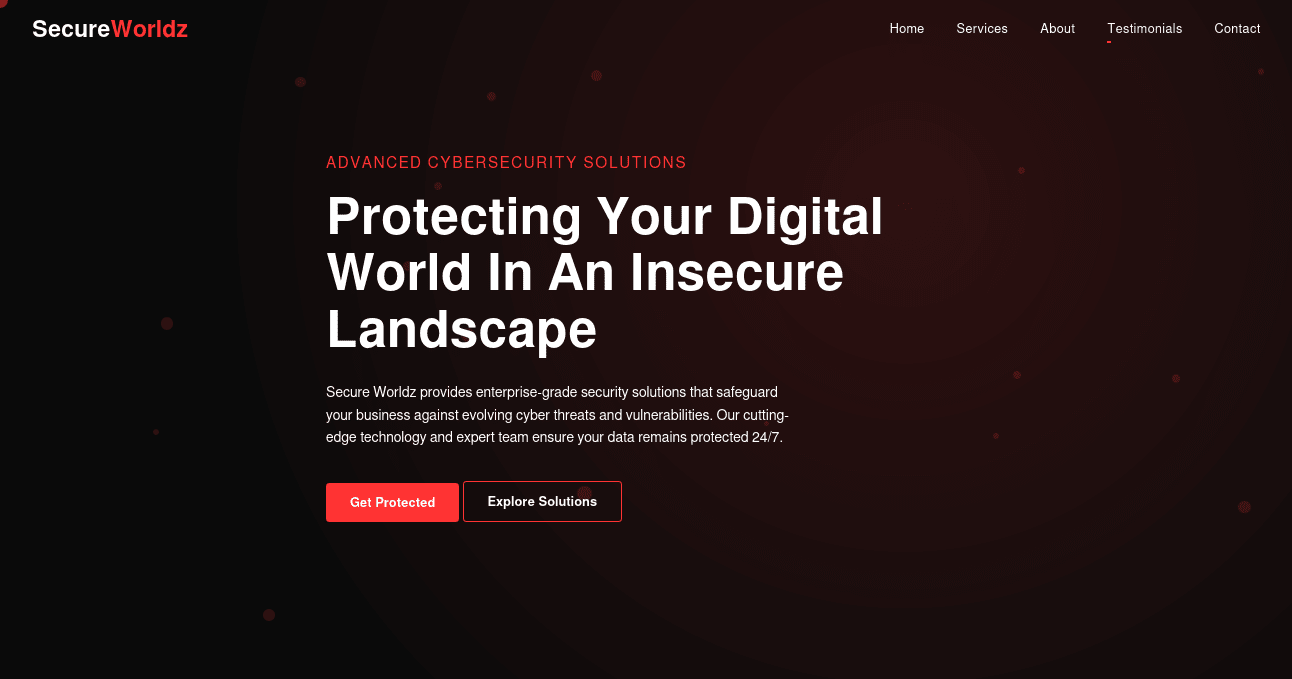 SecureWorldz
Home Services About Testimonials Contact
ADVANCED CYBERSECURITY SOLUTIONS
Protecting Your Digital
World In An Insecure
Landscape
Secure Worldz provides enterprise-grade security solutions that safeguard
your business against evolving cyber threats and vulnerabilities. Our cutting-
edge technology and expert team ensure your data remains protected 24/7.
Get Protected Explore Solutions